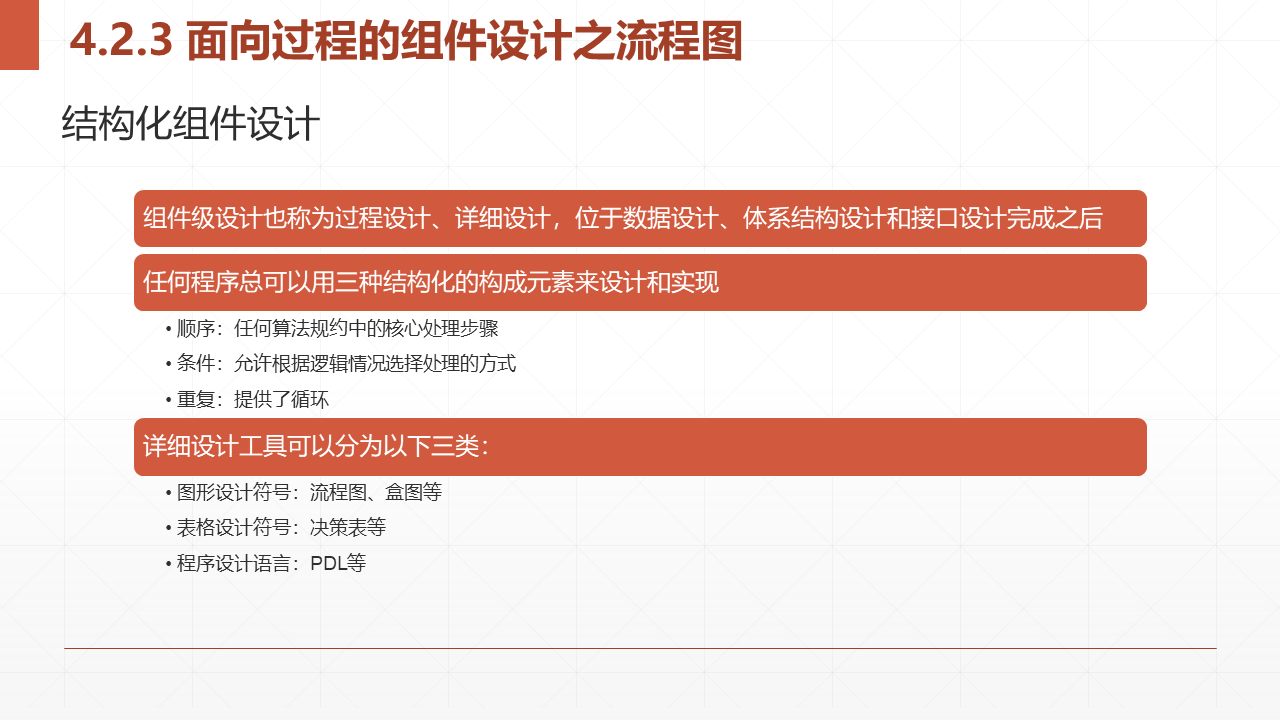 4.2.3 面向过程的组件设计之流程图
结构化组件设计
组件级设计也称为过程设计、详细设计，位于数据设计、体系结构设计和接口设计完成之后
任何程序总可以用三种结构化的构成元素来设计和实现
• 顺序：任何算法规约中的核心处理步骤
• 条件：允许根据逻辑情况选择处理的方式
• 重复：提供了循环
详细设计工具可以分为以下三类：
• 图形设计符号：流程图、盒图等
• 表格设计符号：决策表等
• 程序设计语言：PDL等